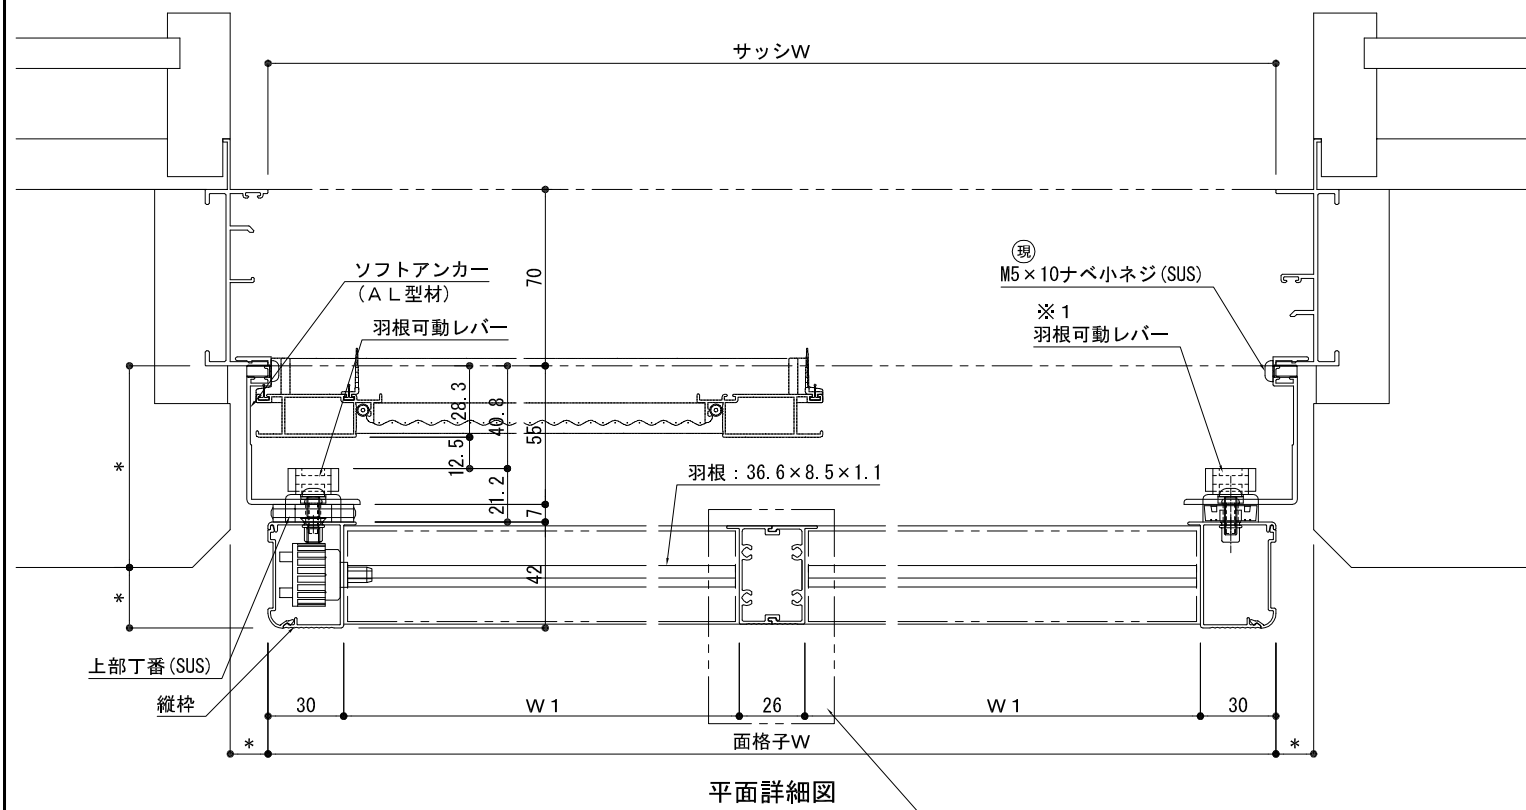 サッシW
70
ソフトアンカー
(AL型材)
羽根可動レバー
現
M5×10ナベ小ネジ(SUS)
※1
羽根可動レバー
28.3
40.8
55
12.5
21.2
7
42
*
*
羽根：36.6×8.5×1.1
上部丁番(SUS)
縦枠
30
W1
26
W1
30
*
面格子W
*
平面詳細図